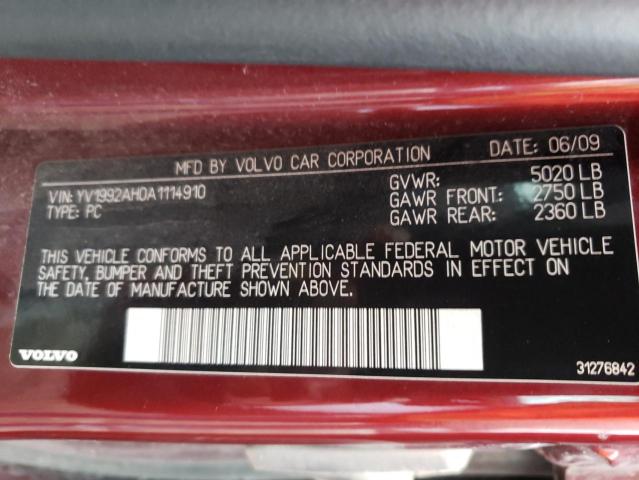 MFD BY VOLVO CAR CORPORATION DATE: 06/09
VIN: YV1992AH0A1114910
TYPE: PC
GVWR: 5020 LB
GAWR FRONT: 2750 LB
GAWR REAR: 2360 LB
THIS VEHICLE CONFORMS TO ALL APPLICABLE FEDERAL MOTOR VEHICLE
SAFETY, BUMPER AND THEFT PREVENTION STANDARDS IN EFFECT ON
THE DATE OF MANUFACTURE SHOWN ABOVE.
VOLVO
31276842